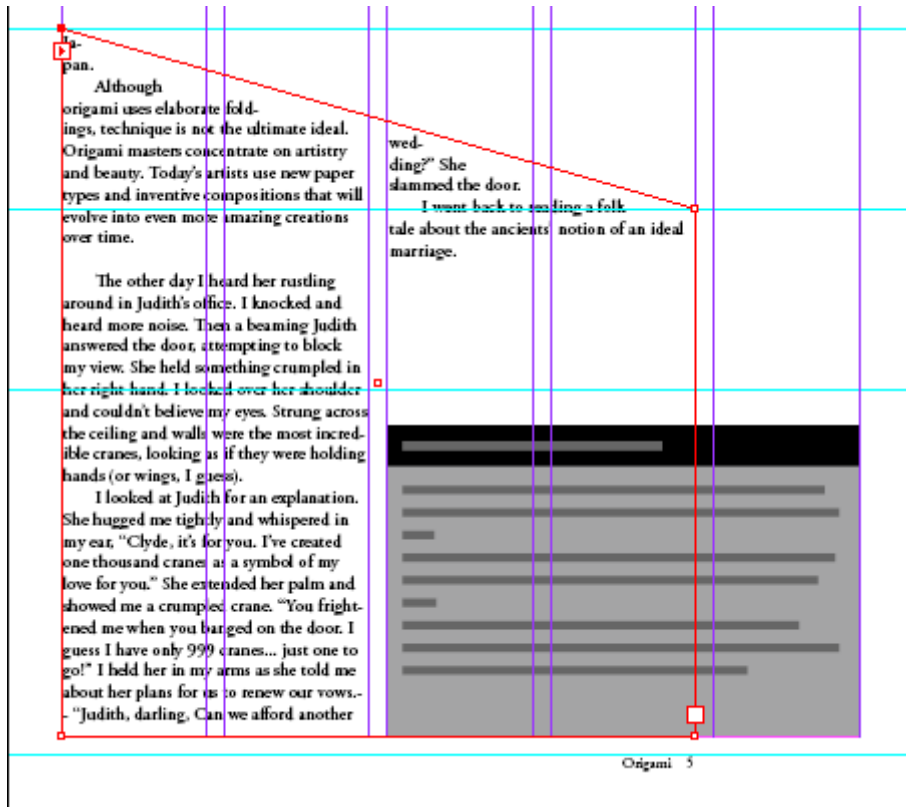 Ja-
pan.
Although
origami uses elaborate fold-
ings, technique is not the ultimate ideal.
Origami masters concentrate on artistry
and beauty. Today's artists use new paper
types and inventive compositions that will
evolve into even more amazing creations
over time.
The other day I heard her rustling
around in Judith's office. I knocked and
heard more noise. Then a beaming Judith
answered the door, attempting to block
my view. She held something crumpled in
her right hand. I looked over her shoulder
and couldn't believe my eyes. Strung across
the ceiling and walls were the most incred-
ible cranes, looking as if they were holding
hands (or wings, I guess).
I looked at Judith for an explanation.
She hugged me tightly and whispered in
my ear, “Clyde, it's for you. I've created
one thousand cranes as a symbol of my
love for you.” She extended her palm and
showed me a crumpled crane. “You fright-
ened me when you banged on the door. I
guess I have only 999 cranes... just one to
go!” I held her in my arms as she told me
about her plans for us to renew our vows.-
- “Judith, darling, Can we afford another
wed-
ding?” She
slammed the door.
I went back to reading a folk
tale about the ancients' notion of an ideal
marriage.
Origami 5